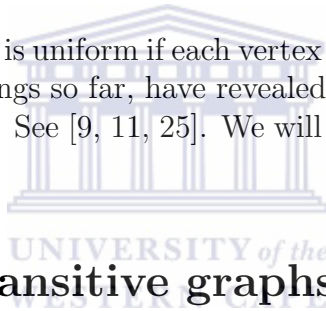 is uniform if each vertex
ngs so far, have revealed
See [9, 11, 25]. We will
UNIVERSITY of the
ansitive graphs
WESTERN CAPE